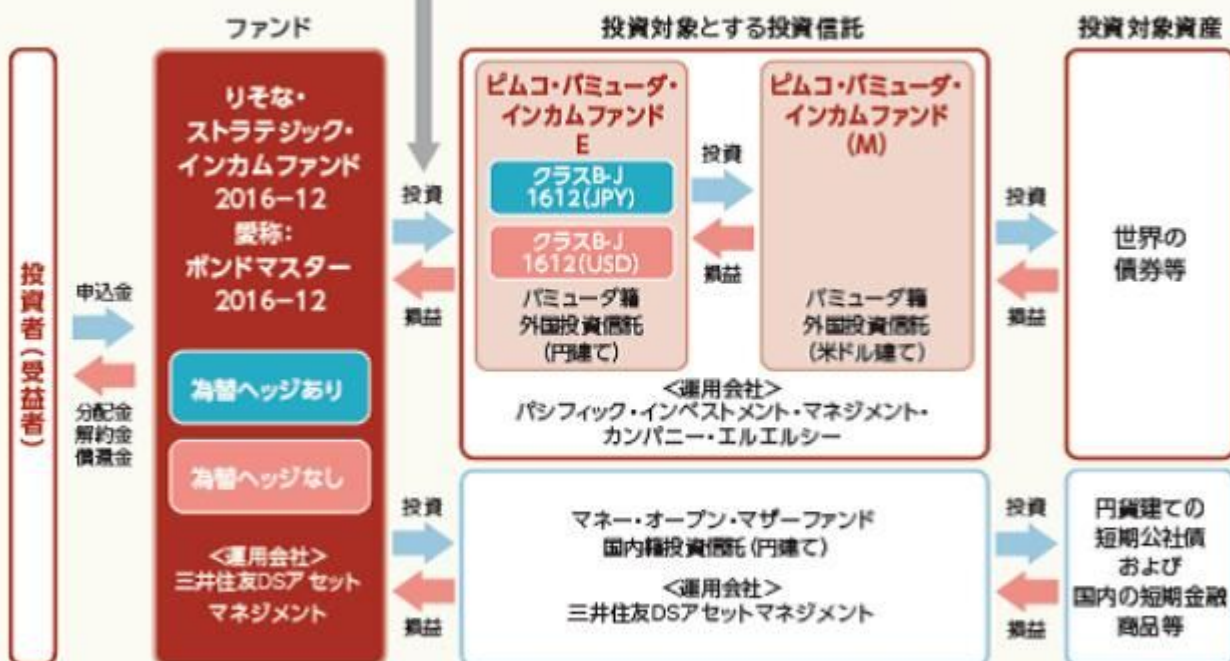 ファンド
投資対象とする投資信託
投資対象資産
投資者(受益者)
申込金
分配金
解約金
償還金
りそな・
ストラテジック・
インカムファンド
2016−12
愛称:
ボンドマスター
2016−12
為替ヘッジあり
為替ヘッジなし
<運用会社>
三井住友DSアセット
マネジメント
投資
損益
ピムコ・バミューダ・
インカムファンド
E
クラスB-J
1612(JPY)
クラスB-J
1612(USD)
バミューダ籍
外国投資信託
(円建て)
投資
損益
ピムコ・バミューダ・
インカムファンド
(M)
バミューダ籍
外国投資信託
(米ドル建て)
<運用会社>
パシフィック・インベストメント・マネジメント・
カンパニー・エルエルシー
投資
損益
世界の
債券等
投資
損益
マネー・オープン・マザーファンド
国内籍投資信託(円建て)
<運用会社>
三井住友DSアセットマネジメント
投資
損益
円貨建ての
短期公社債
および
国内の短期金融
商品等